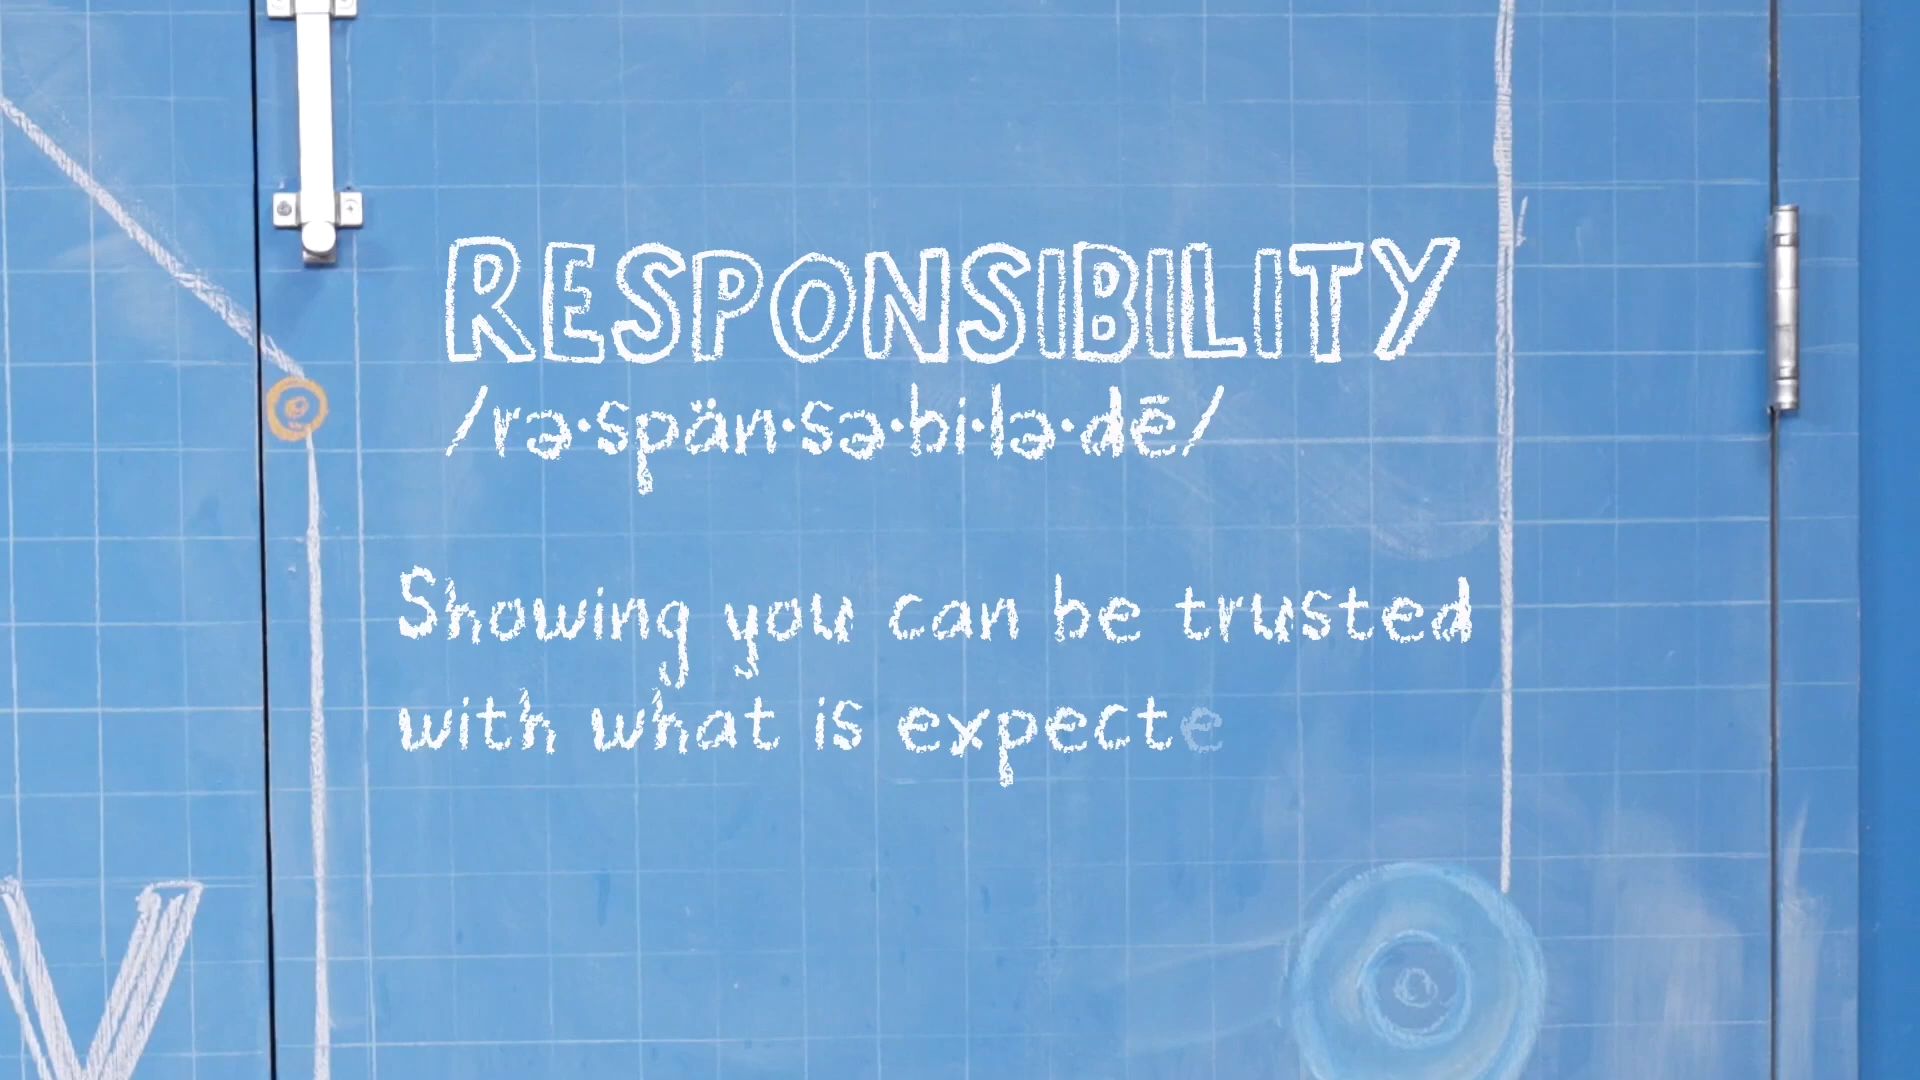 RESPONSIBILITY
/rə·spän·sə·bi·lə·dē/
Showing you can be trusted
with what is expecte